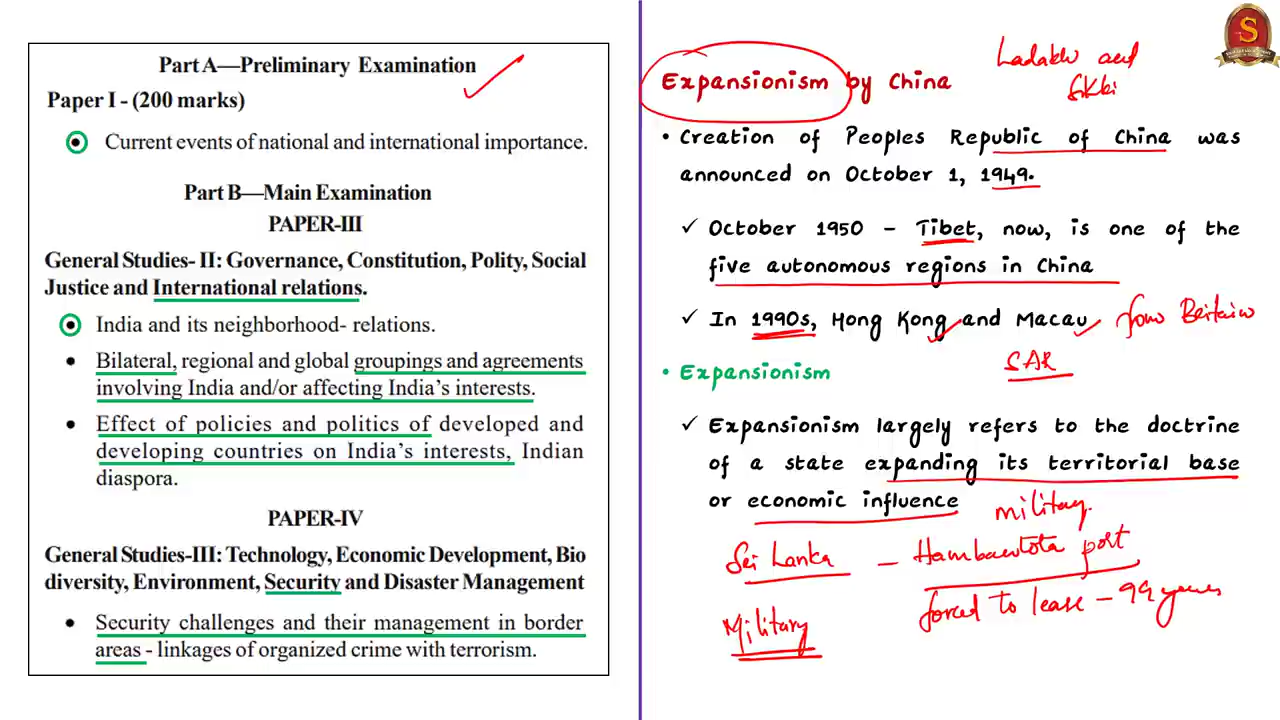 Part A—Preliminary Examination
Paper I - (200 marks)
Current events of national and international importance.
Part B—Main Examination
PAPER-III
General Studies- II: Governance, Constitution, Polity, Social
Justice and International relations.
India and its neighborhood- relations.
Bilateral, regional and global groupings and agreements
involving India and/or affecting India's interests.
Effect of policies and politics of developed and
developing countries on India's interests, Indian
diaspora.
PAPER-IV
General Studies-III: Technology, Economic Development, Bio
diversity, Environment, Security and Disaster Management
Security challenges and their management in border
areas - linkages of organized crime with terrorism.
Expansionism by China
Ladakh and
• Creation of Peoples Republic of China was
announced on October 1, 1949.
✓ October 1950 - Tibet, now, is one of the
five autonomous regions in China
✓ In 1990s, Hong Kong and Macau from Britain
SAR
• Expansionism
✓ Expansionism largely refers to the doctrine
of a state expanding its territorial base
or economic influence military
Sri Lanka - Hambantota port
forced to lease - 99 years
Military
S